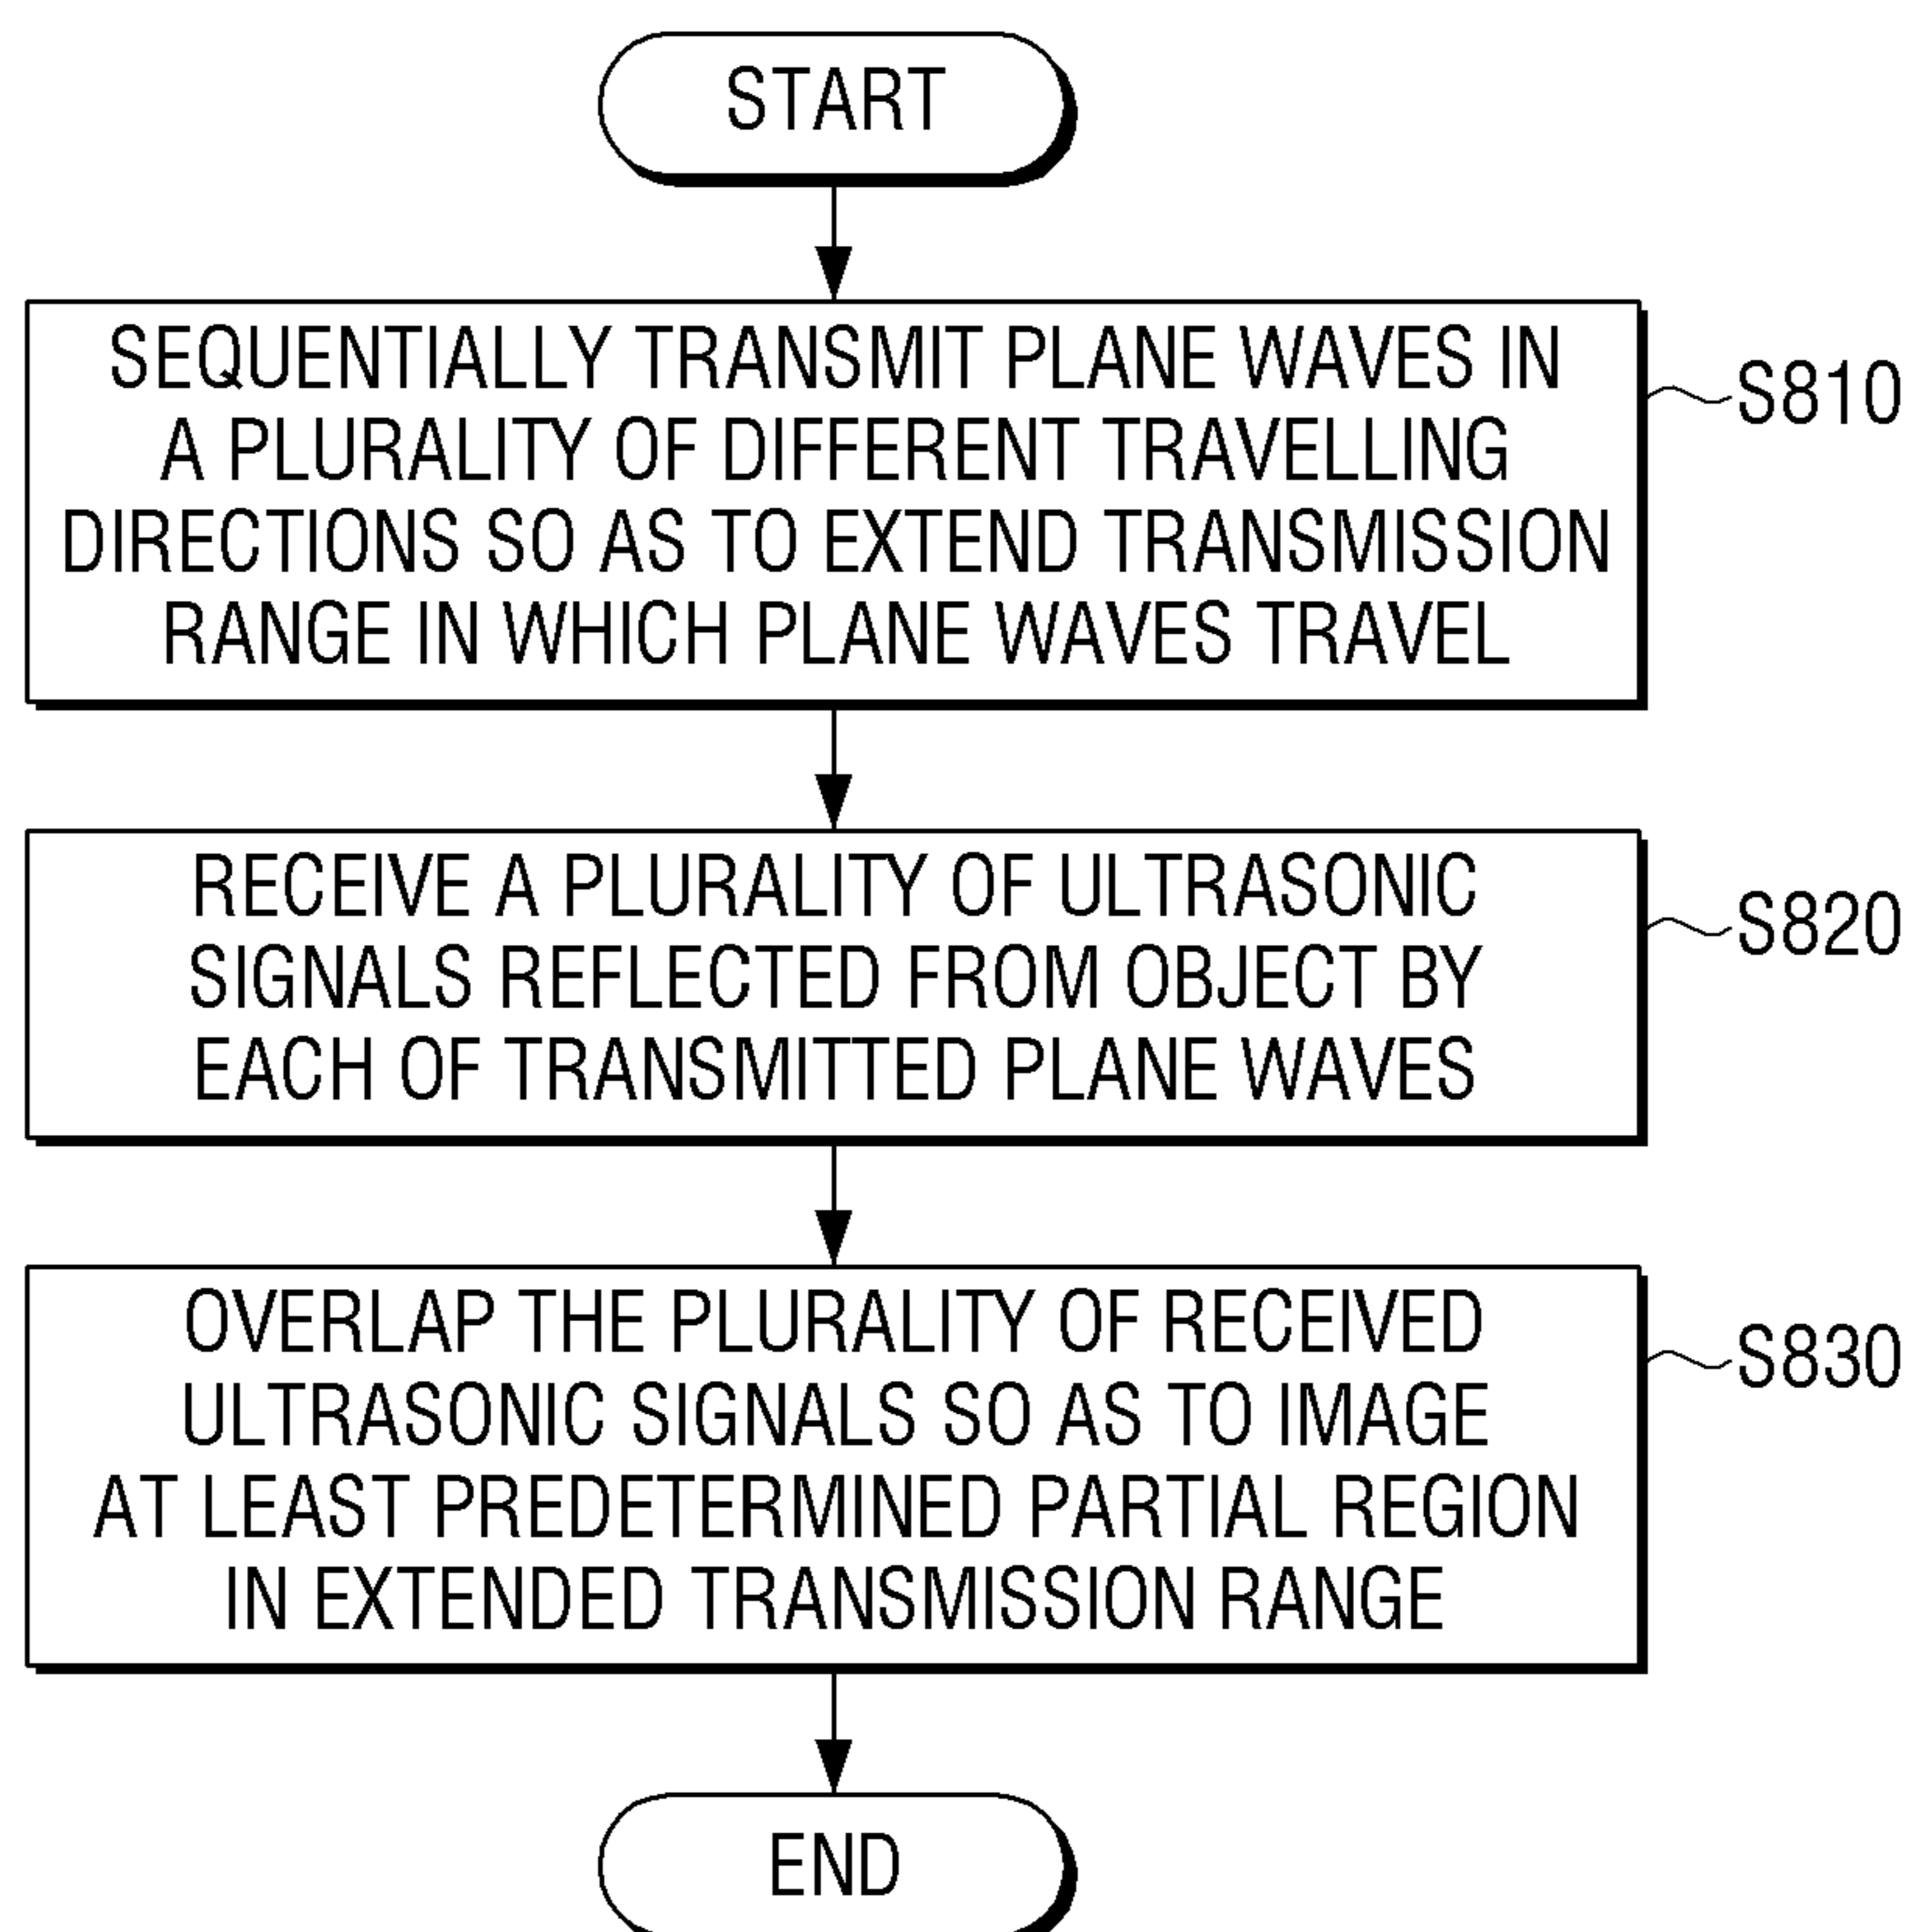 START
SEQUENTIALLY TRANSMIT PLANE WAVES IN
A PLURALITY OF DIFFERENT TRAVELLING
DIRECTIONS SO AS TO EXTEND TRANSMISSION
RANGE IN WHICH PLANE WAVES TRAVEL
S810
RECEIVE A PLURALITY OF ULTRASONIC
SIGNALS REFLECTED FROM OBJECT BY
EACH OF TRANSMITTED PLANE WAVES
S820
OVERLAP THE PLURALITY OF RECEIVED
ULTRASONIC SIGNALS SO AS TO IMAGE
AT LEAST PREDETERMINED PARTIAL REGION
IN EXTENDED TRANSMISSION RANGE
S830
END